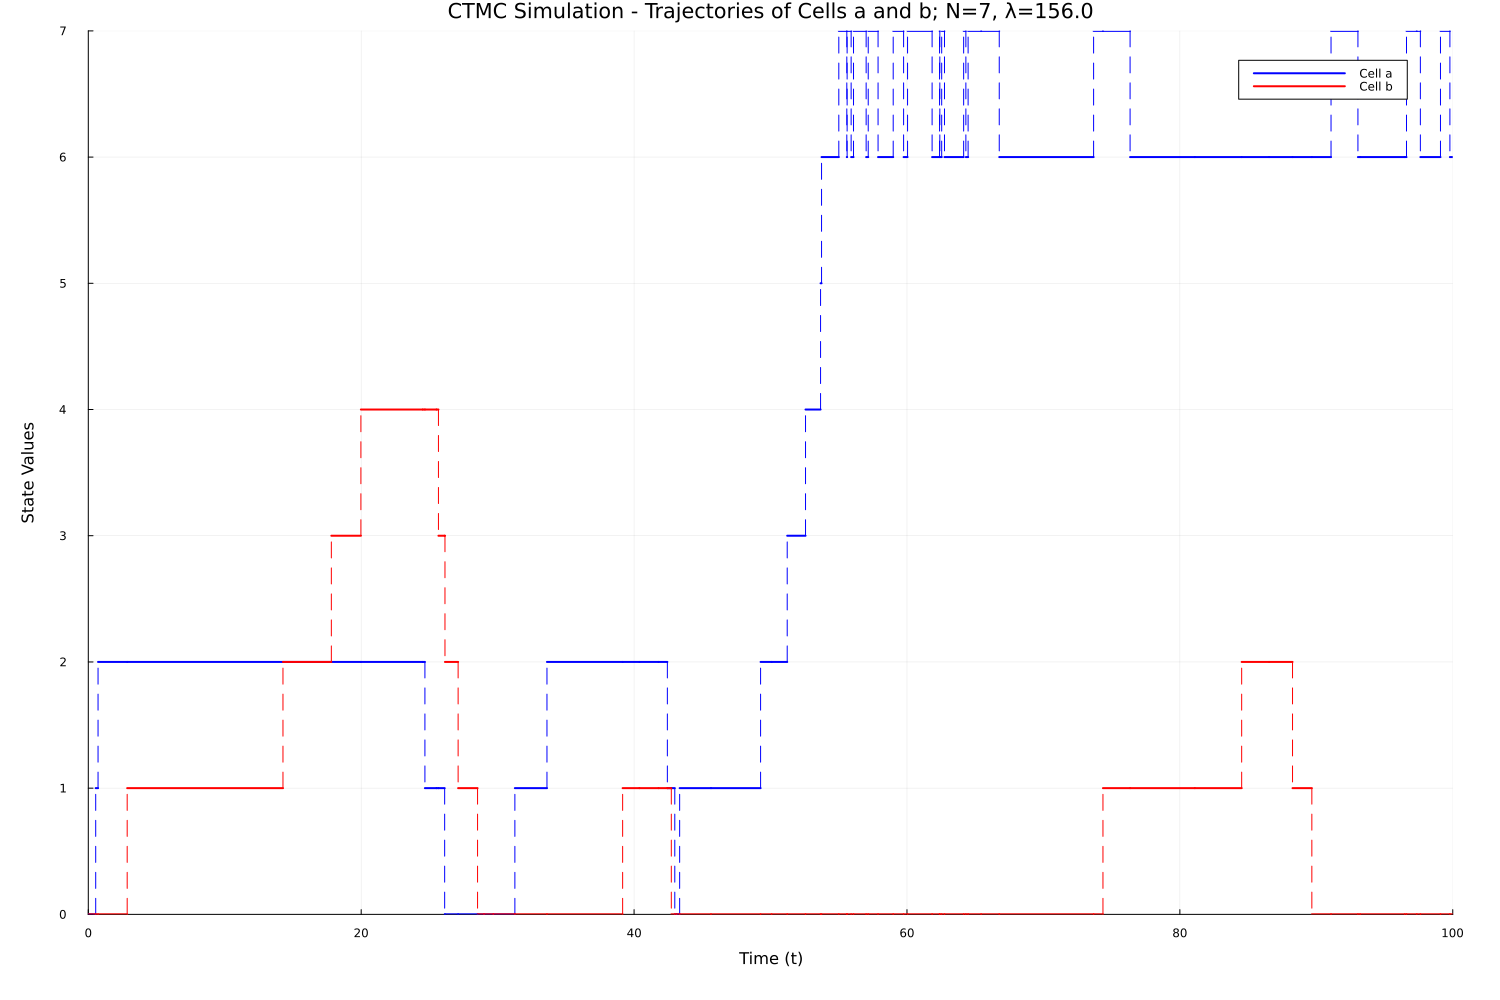 CTMC Simulation - Trajectories of Cells a and b; N=7, λ=156.0
7
6
5
4
3
2
1
0
State Values
Cell a
Cell b
0 20 40 60 80 100
Time (t)